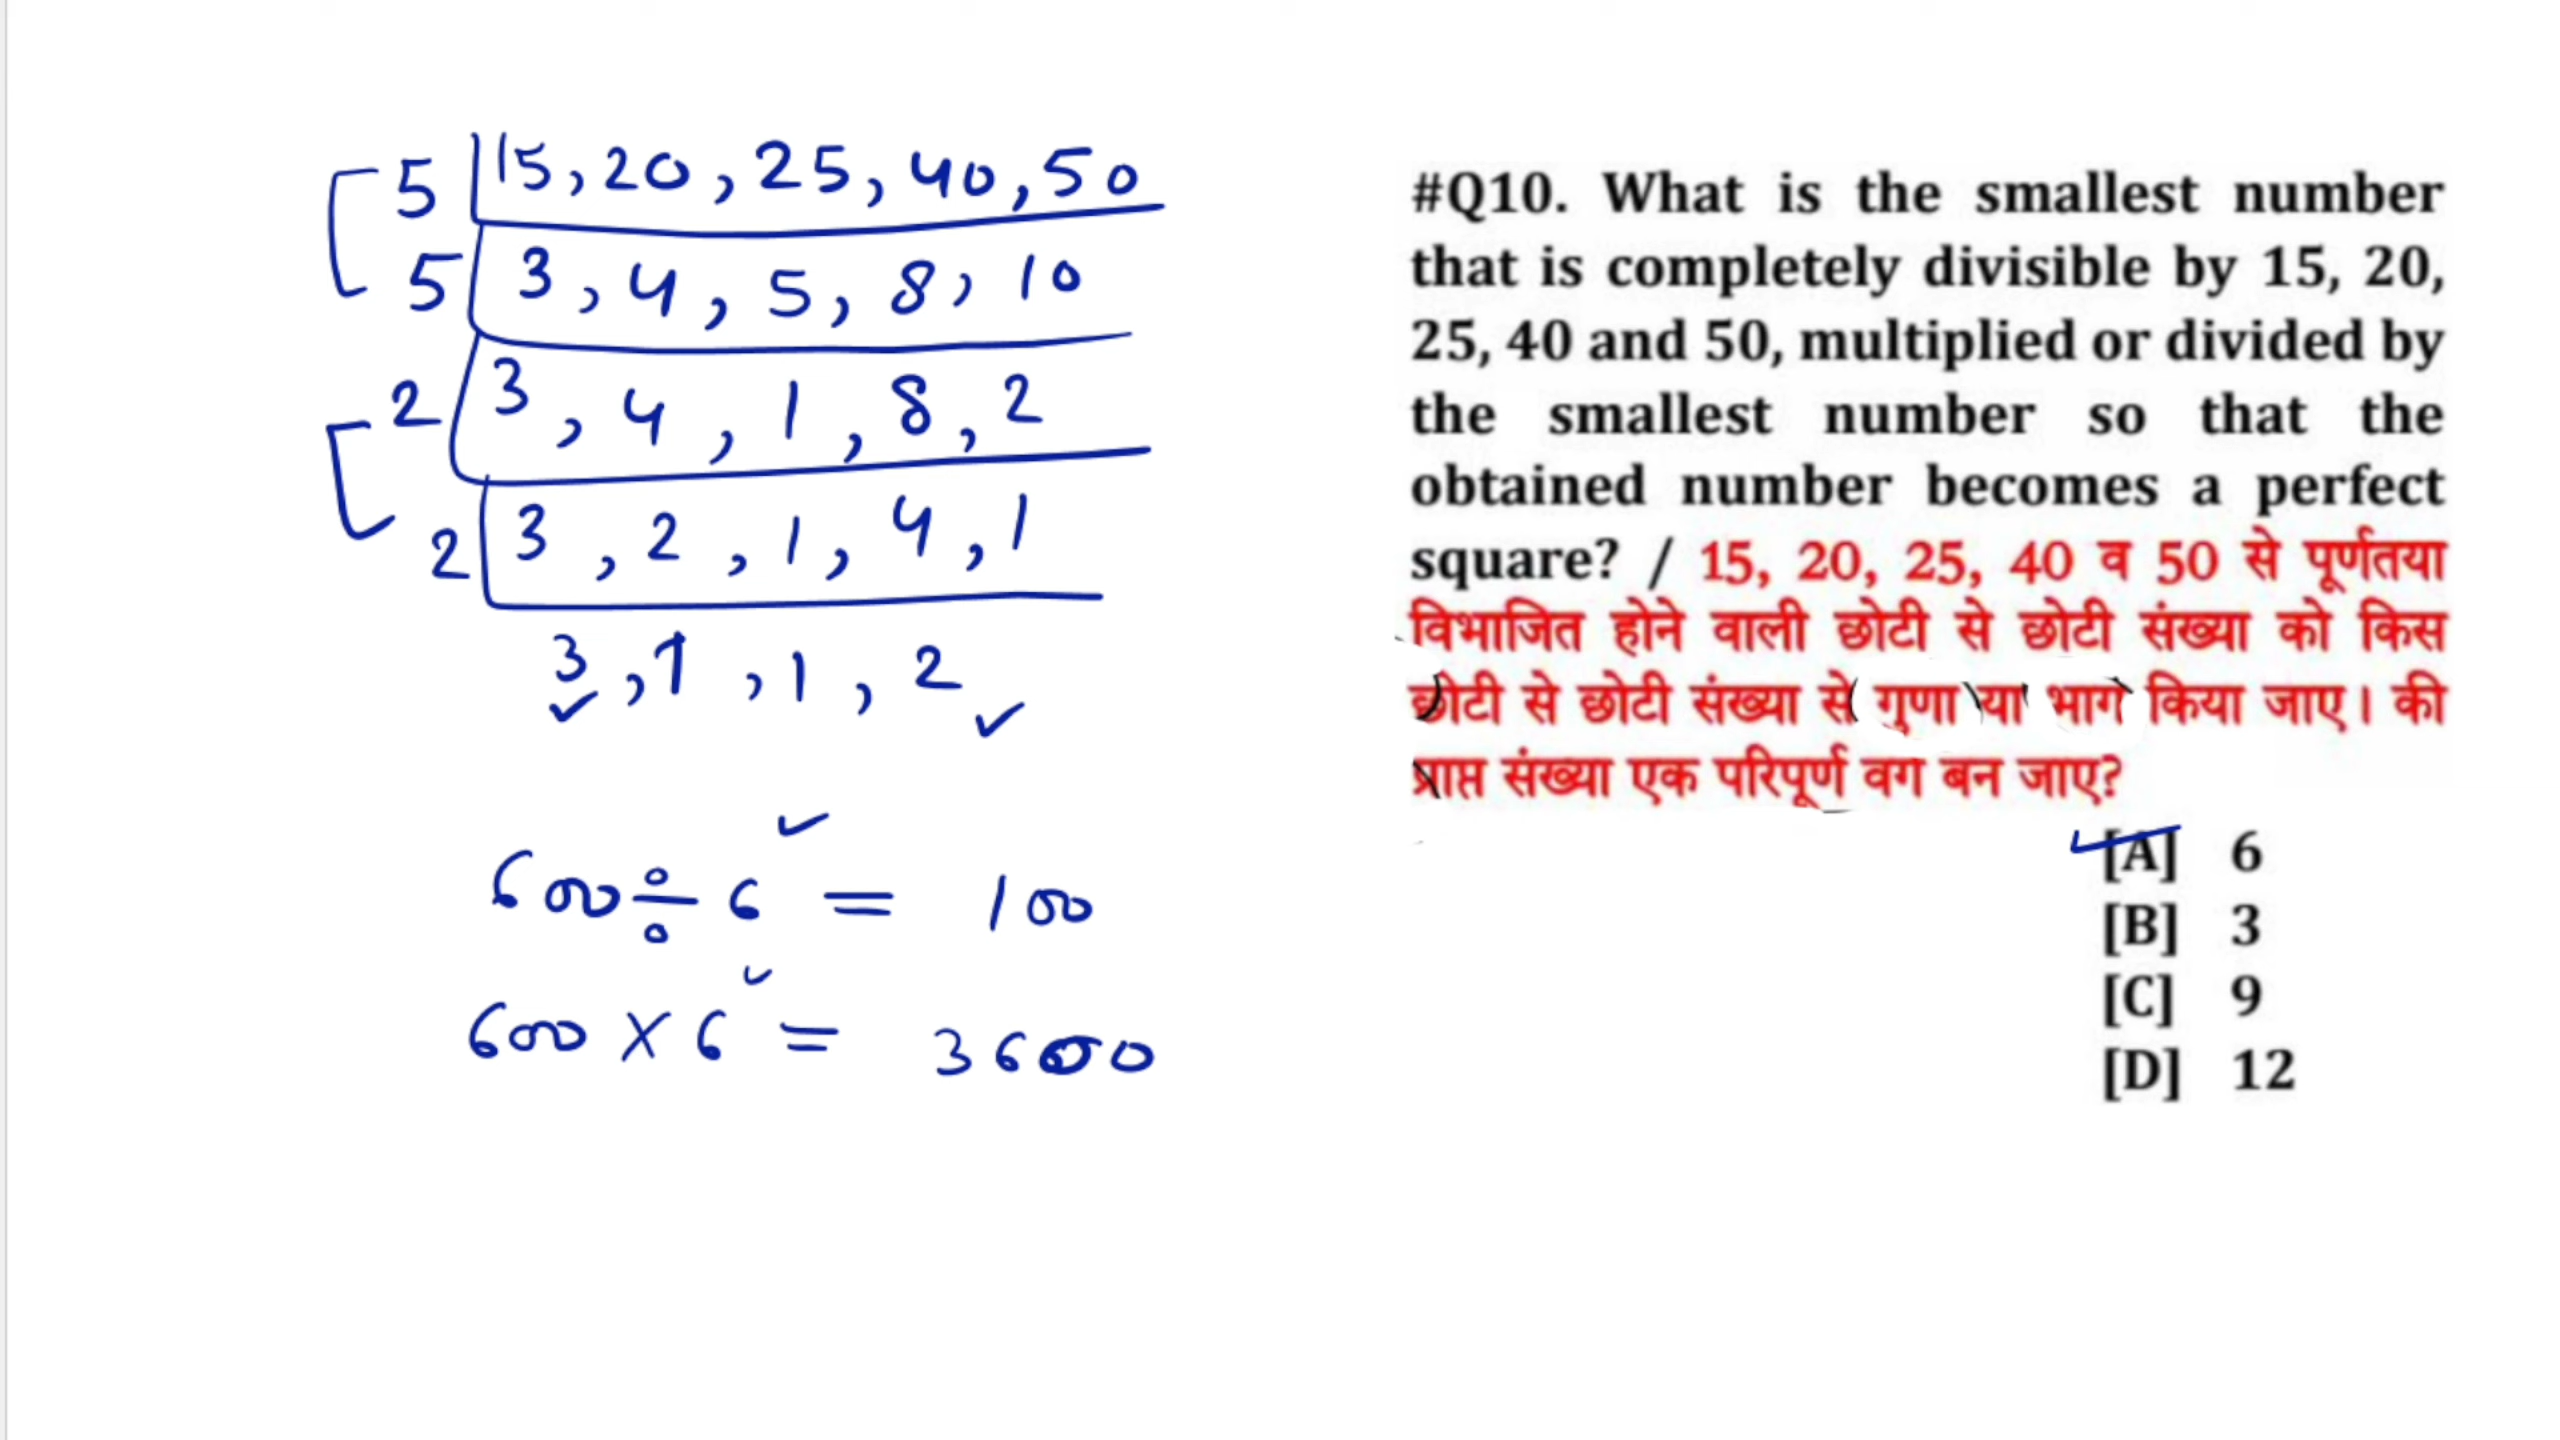 5 | 15, 20, 25, 40, 50
5 | 3, 4, 5, 8, 10
2 | 3, 4, 1, 8, 2
2 | 3, 2, 1, 4, 1
3, 1, 1, 2
600 ÷ 6 = 100
600 × 6 = 3600
#Q10. What is the smallest number
that is completely divisible by 15, 20,
25, 40 and 50, multiplied or divided by
the smallest number so that the
obtained number becomes a perfect
square? / 15, 20, 25, 40 व 50 से पूर्णतया
विभाजित होने वाली छोटी से छोटी संख्या को किस
छोटी से छोटी संख्या से गुणा या भाग किया जाए। की
प्राप्त संख्या एक परिपूर्ण वग बन जाए?
[A] 6
[B] 3
[C] 9
[D] 12